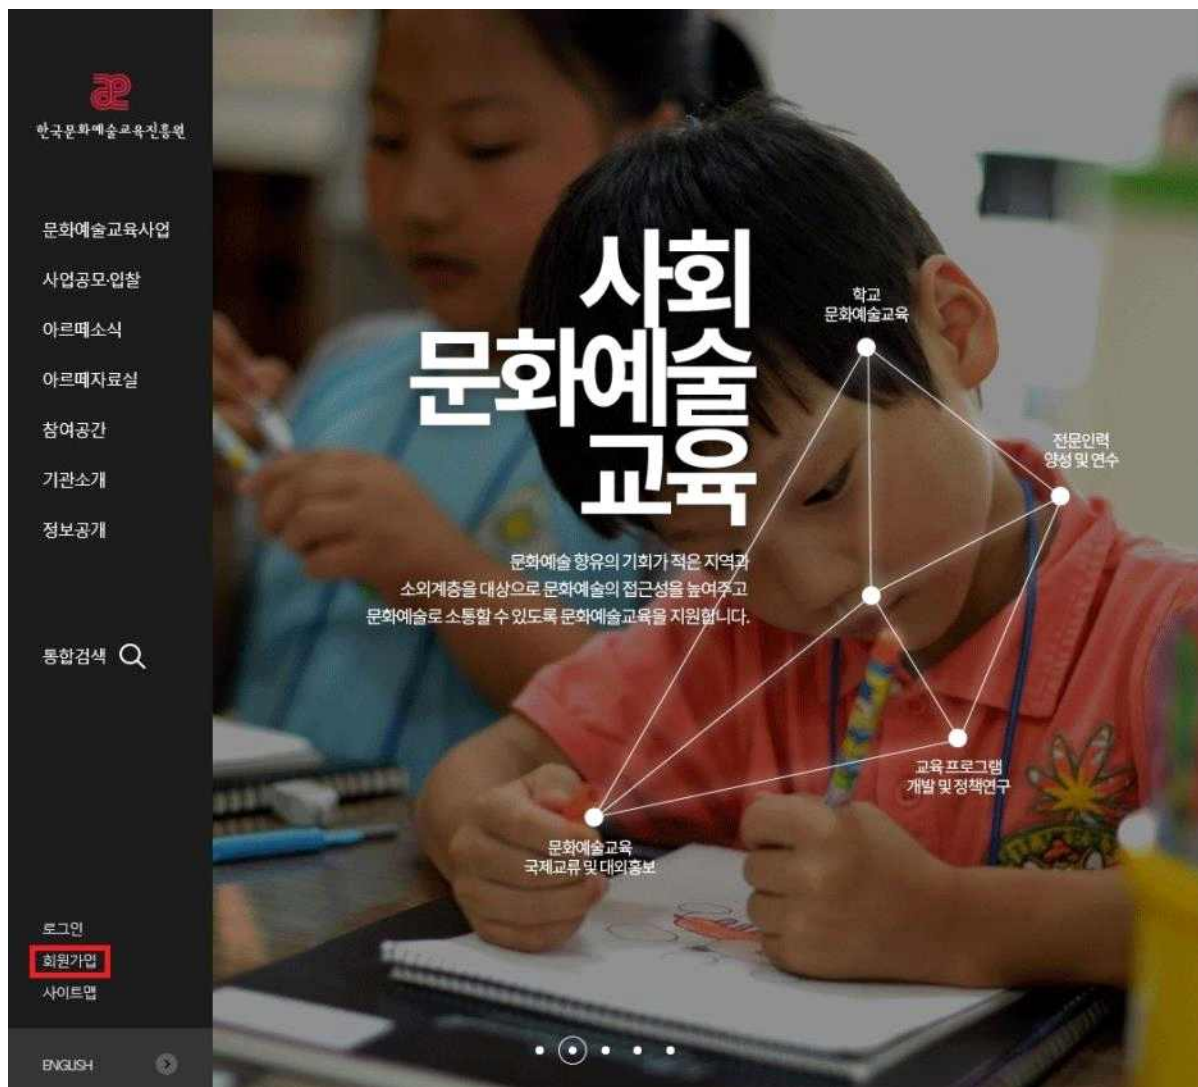 한국문화예술교육진흥원
문화예술교육사업
사업공모·입찰
아르떼소식
아르떼자료실
참여공간
기관소개
정보공개
통합검색
로그인
회원가입
사이트맵
ENGLISH
사회
문화예술
교육
문화예술 향유의 기회가 적은 지역과
소외계층을 대상으로 문화예술의 접근성을 높여주고
문화예술로 소통할 수 있도록 문화예술교육을 지원합니다.
학교
문화예술교육
전문인력
양성 및 연수
교육 프로그램
개발 및 정책연구
문화예술교육
국제교류 및 대외홍보